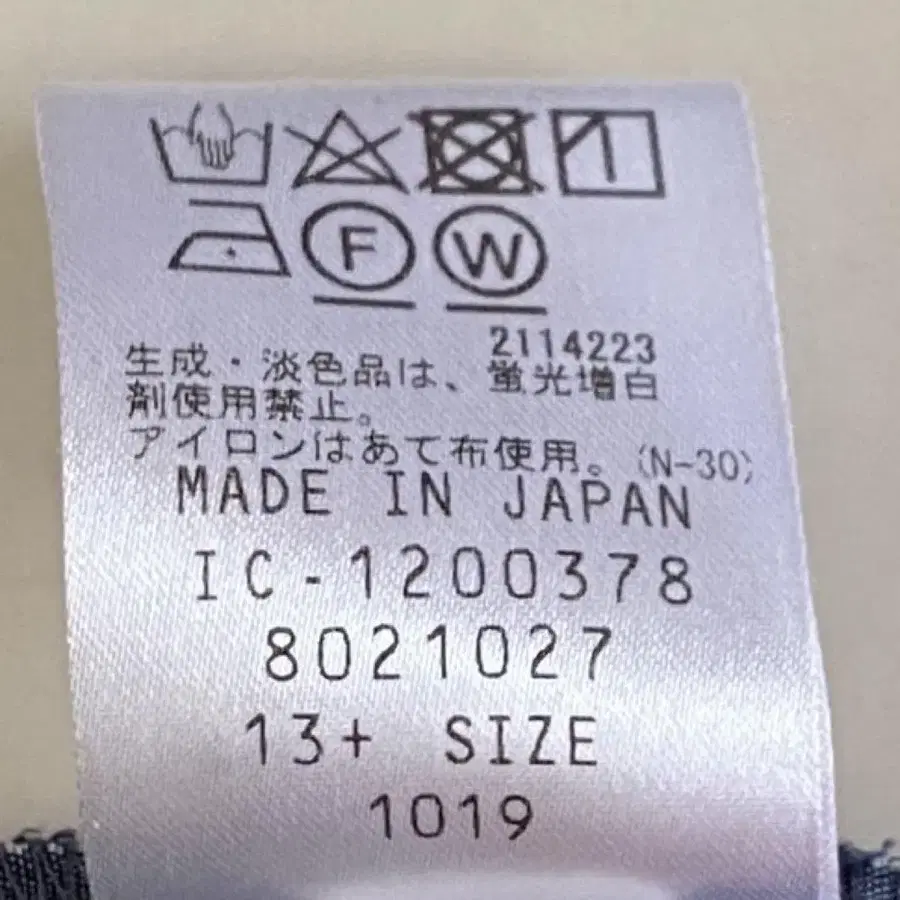 F W
2114223
生成・淡色品は、蛍光増白
剤使用禁止。
アイロンはあて布使用。(N-30)
MADE IN JAPAN
IC-1200378
8021027
13+ SIZE
1019